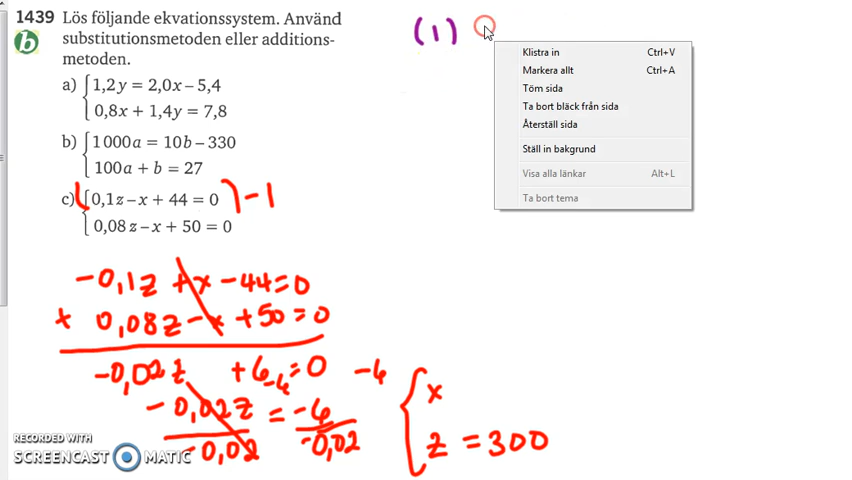 1439 Lös följande ekvationssystem. Använd
b substitutionsmetoden eller additions-
metoden.
a) {1,2y = 2,0x – 5,4
0,8x + 1,4y = 7,8
b) {1 000a = 10b – 330
100a + b = 27
c) ({0,1z – x + 44 = 0) –1
0,08z – x + 50 = 0
-0,1z +x -44=0
+ 0,08z -x +50=0
-0,02z +6-6=0 -6
-0,02z = -6
-0,02 -0,02
{ x
z = 300
(1)
Klistra in Ctrl+V
Markera allt Ctrl+A
Töm sida
Ta bort bläck från sida
Återställ sida
Ställ in bakgrund
Visa alla länkar Alt+L
Ta bort tema
RECORDED WITH
SCREENCAST MATIC